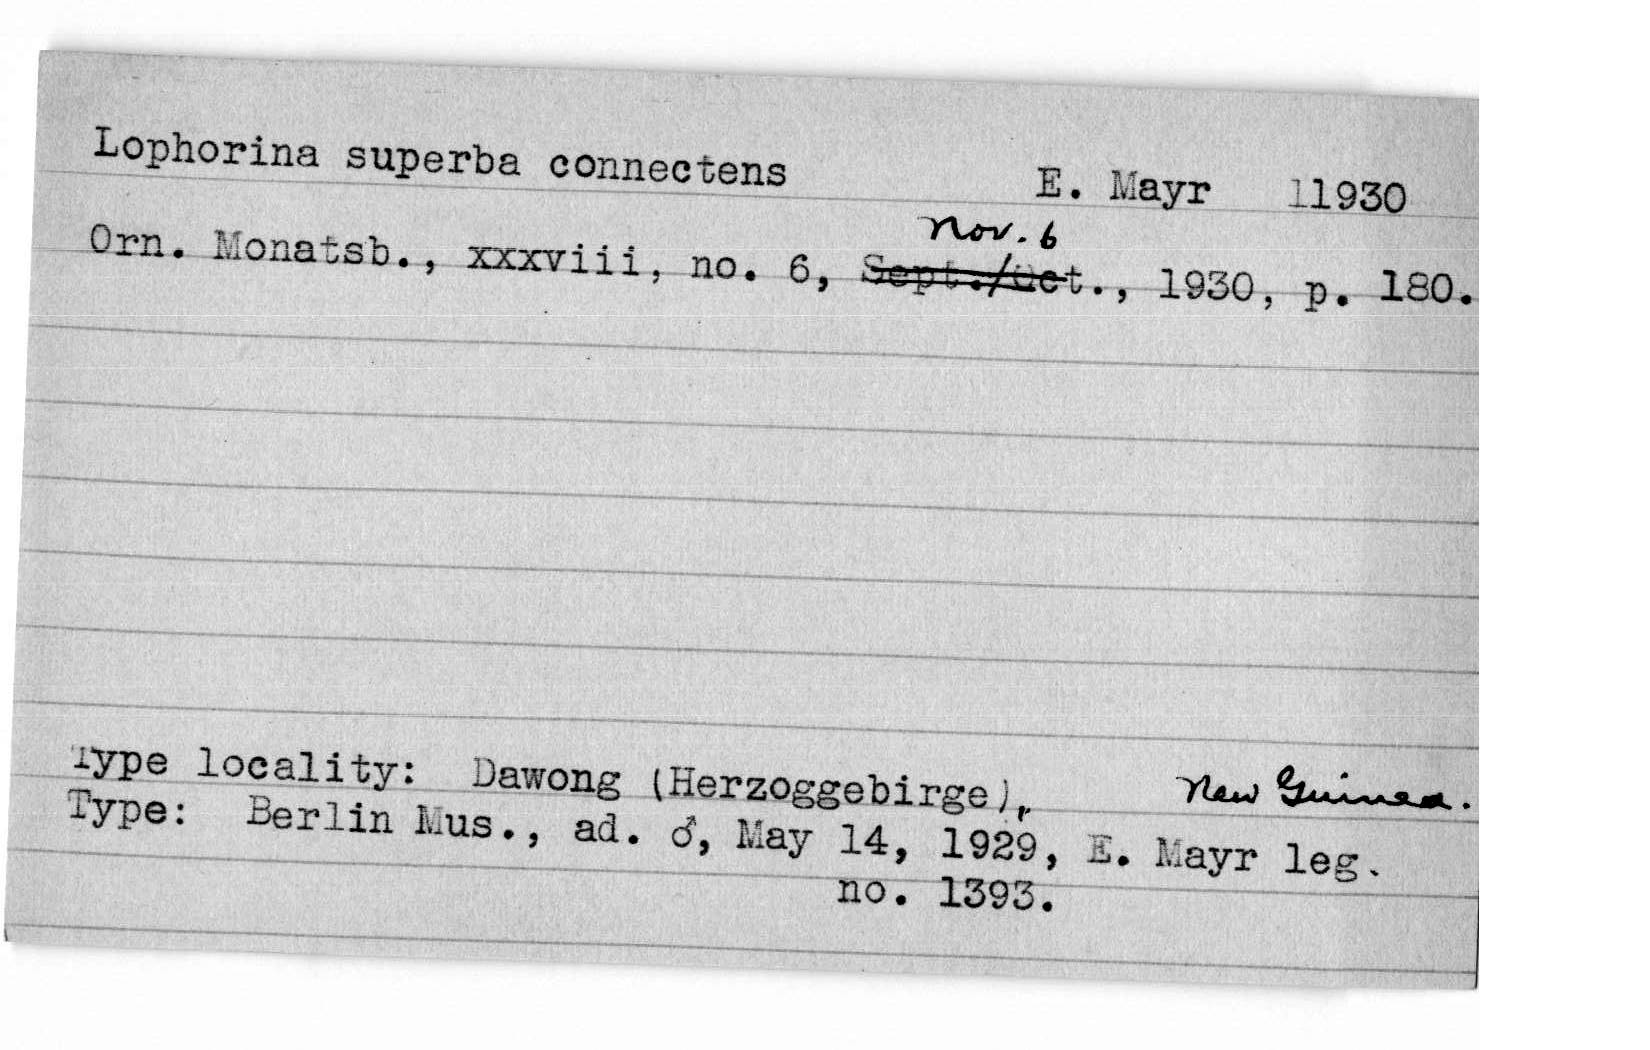 Lophorina superba connectens E. Mayr 11930
Nov. 6
Orn. Monatsb., xxxviii, no. 6, Sept./Oct., 1930, p. 180.
Type locality: Dawong (Herzoggebirge), New Guinea.
Type: Berlin Mus., ad. ♂, May 14, 1929, E. Mayr leg.
no. 1393.